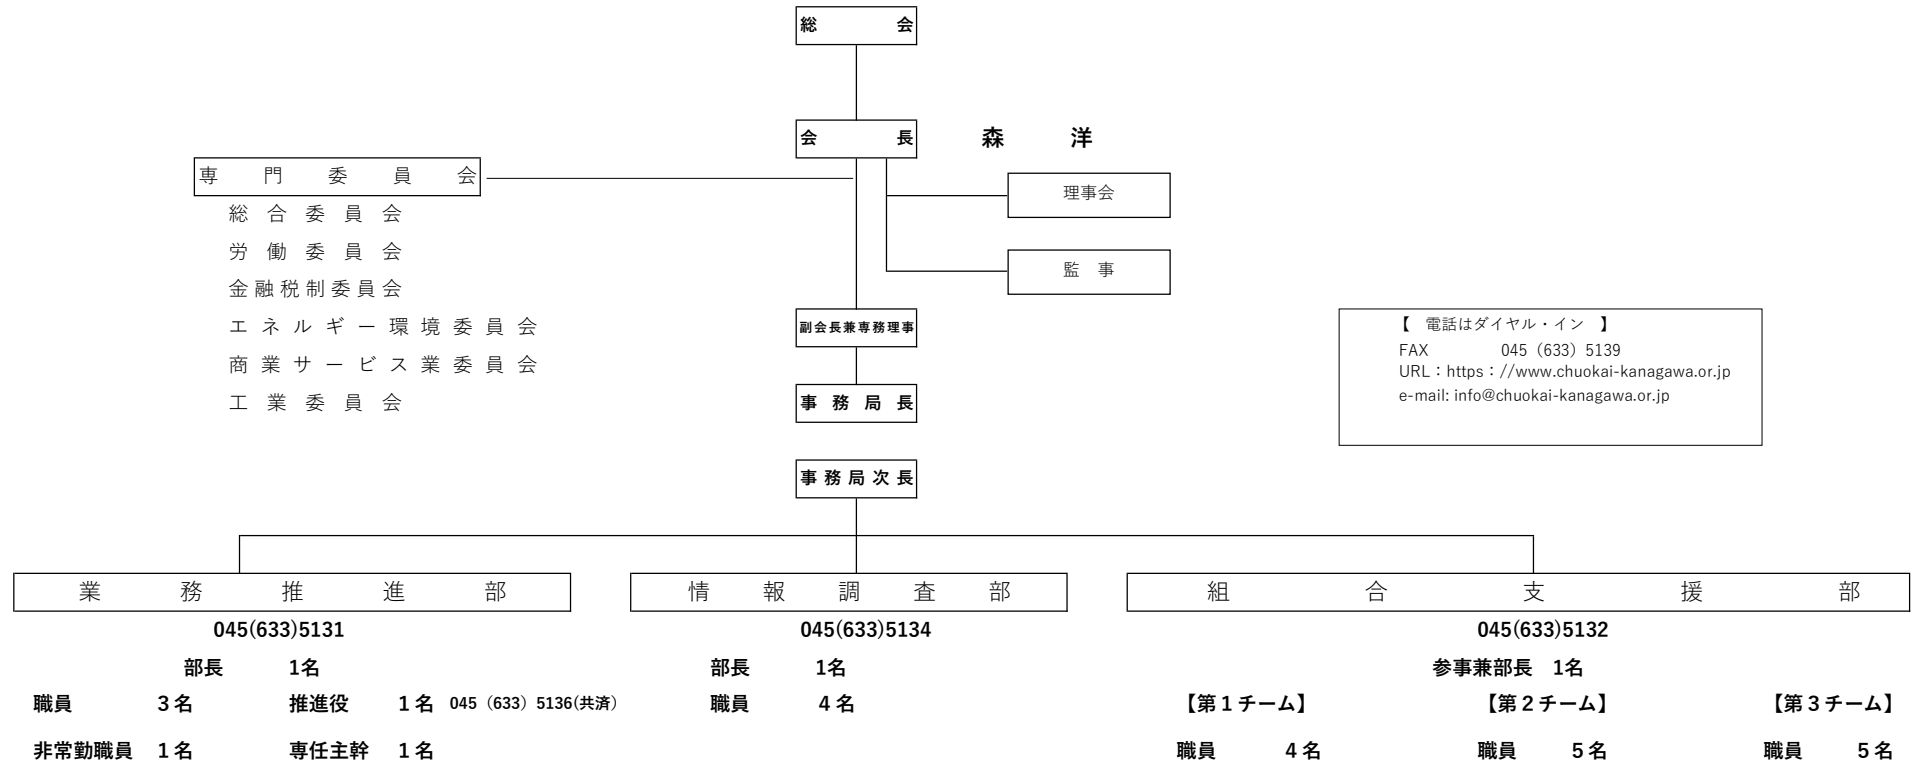 総会
会長 森 洋
専門委員会
理事会
総合委員会
労働委員会
監 事
金融税制委員会
エネルギー環境委員会
副会長兼専務理事
商業サービス業委員会
工業委員会
事務局長
【 電話はダイヤル・イン 】
FAX 045（633）5139
URL：https：//www.chuokai-kanagawa.or.jp
e-mail: info@chuokai-kanagawa.or.jp
事務局次長
業務推進部
045(633)5131
部長 1名
職員 ３名 推進役 １名 045（633）5136(共済)
非常勤職員 １名 専任主幹 １名
情報調査部
045(633)5134
部長 1名
職員 ４名
組合支援部
045(633)5132
参事兼部長 1名
【第１チーム】 【第２チーム】 【第３チーム】
職員 ４名 職員 ５名 職員 ５名